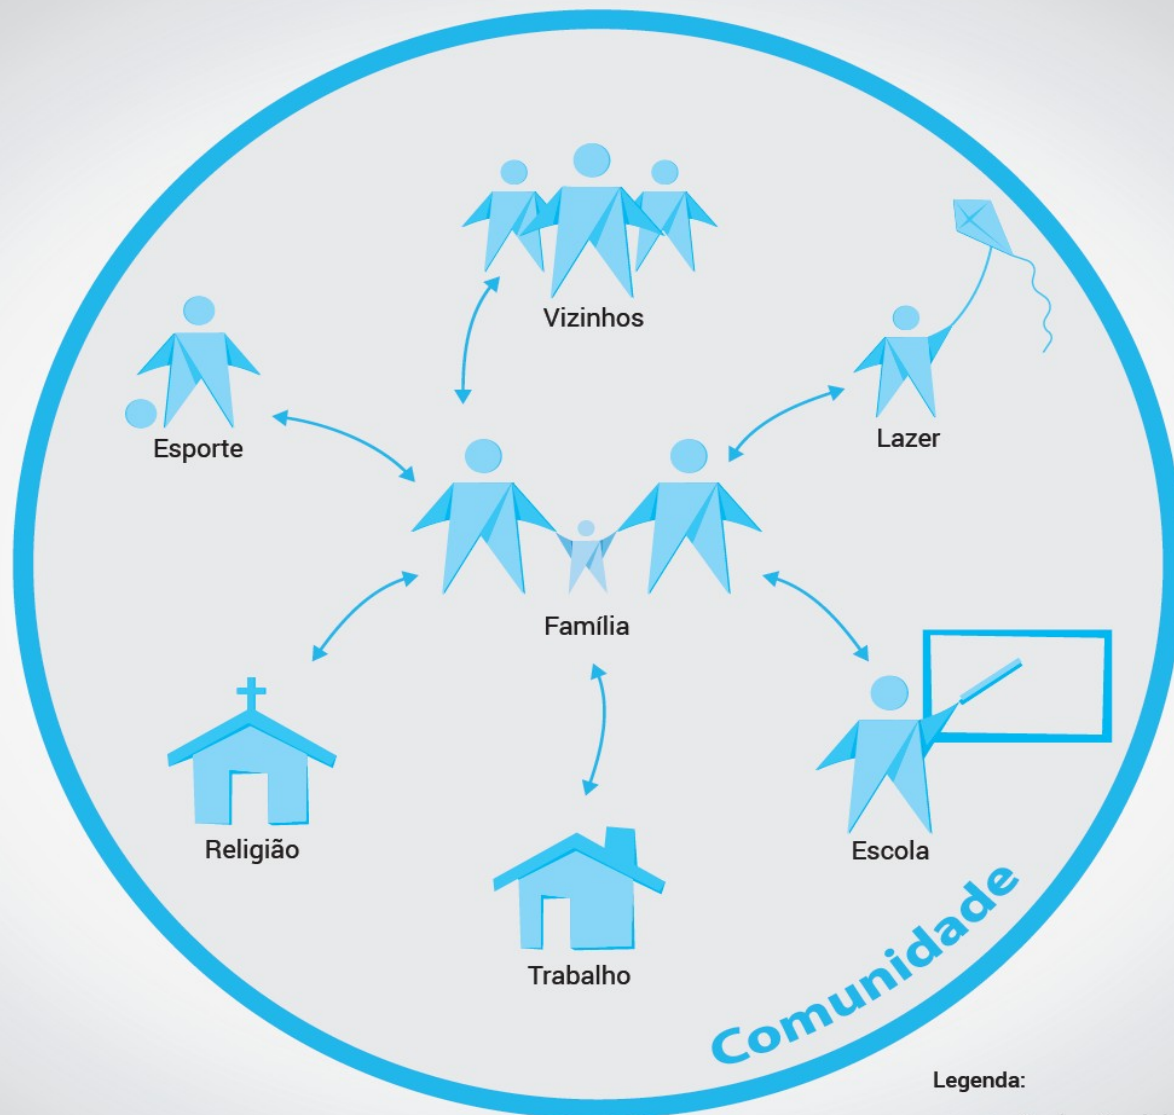 Vizinhos
Lazer
Esporte
Família
Religião
Escola
Trabalho
Comunidade
Legenda: